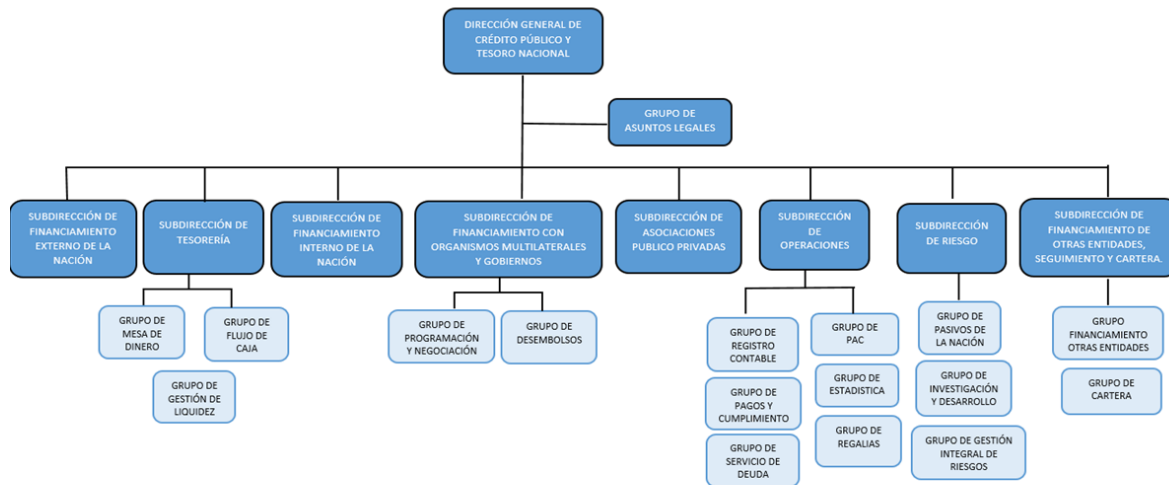 DIRECCIÓN GENERAL DE
CRÉDITO PÚBLICO Y
TESORO NACIONAL
GRUPO DE
ASUNTOS LEGALES
SUBDIRECCIÓN DE
FINANCIAMIENTO
EXTERNO DE LA
NACIÓN
SUBDIRECCIÓN DE
TESORERÍA
SUBDIRECCIÓN DE
FINANCIAMIENTO
INTERNO DE LA
NACIÓN
SUBDIRECCIÓN DE
FINANCIAMIENTO CON
ORGANISMOS MULTILATERALES
Y GOBIERNOS
SUBDIRECCIÓN DE
ASOCIACIONES
PUBLICO PRIVADAS
SUBDIRECCIÓN
DE
OPERACIONES
SUBDIRECCIÓN
DE RIESGO
SUBDIRECCIÓN DE
FINANCIAMIENTO DE
OTRAS ENTIDADES,
SEGUIMIENTO Y CARTERA.
GRUPO DE
MESA DE
DINERO
GRUPO DE
FLUJO DE
CAJA
GRUPO DE
GESTIÓN DE
LIQUIDEZ
GRUPO DE
PROGRAMACIÓN
Y NEGOCIACIÓN
GRUPO DE
DESEMBOLSOS
GRUPO DE
REGISTRO
CONTABLE
GRUPO DE
PAC
GRUPO DE
PAGOS Y
CUMPLIMIENTO
GRUPO DE
ESTADISTICA
GRUPO DE
SERVICIO DE
DEUDA
GRUPO DE
REGALIAS
GRUPO DE
PASIVOS DE
LA NACIÓN
GRUPO DE
INVESTIGACIÓN
Y DESARROLLO
GRUPO DE GESTIÓN
INTEGRAL DE
RIESGOS
GRUPO
FINANCIAMIENTO
OTRAS ENTIDADES
GRUPO DE
CARTERA